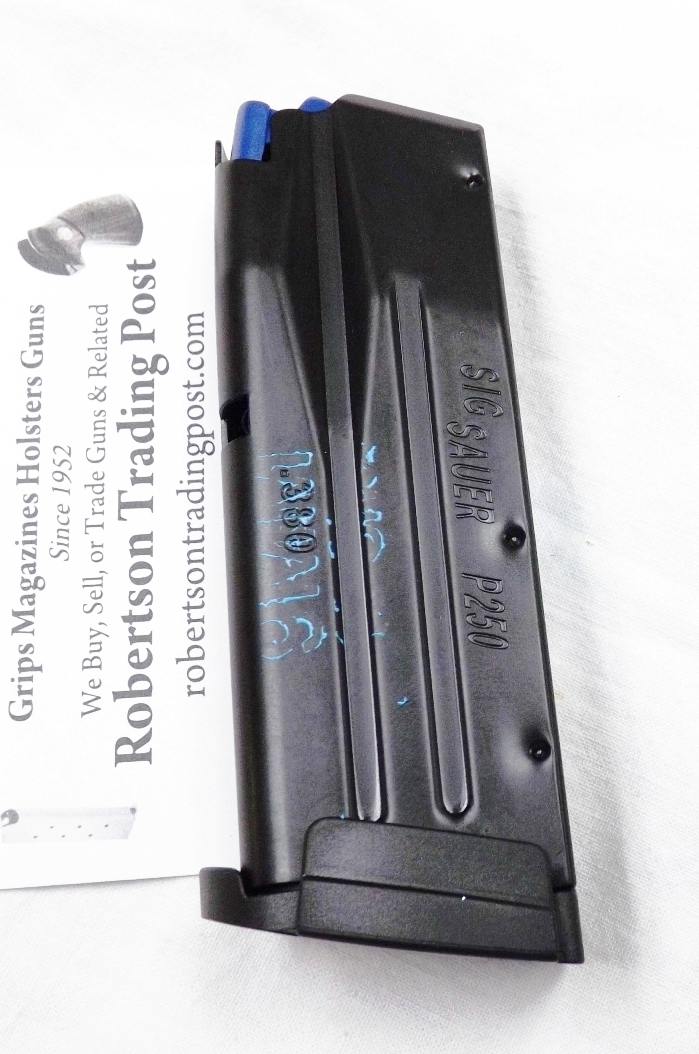 Grips Magazines Holsters Guns
Since 1952
We Buy, Sell, or Trade Guns & Related
Robertson Trading Post
robertsontradingpost.com
.380
SIG SAUER P250